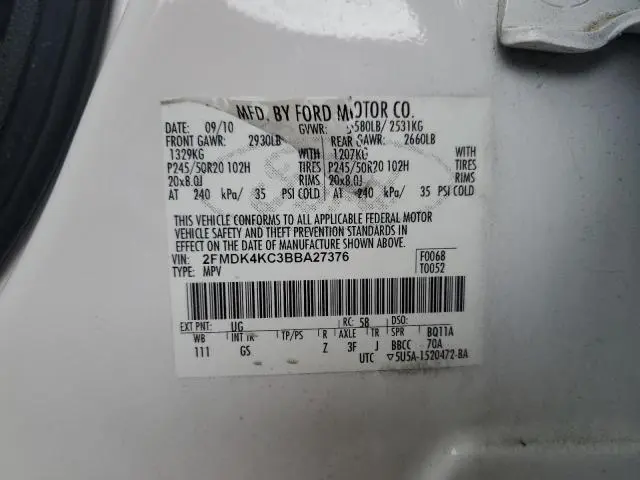 MFD. BY FORD MOTOR CO.
DATE: 09/10 GVWR: 5580LB/ 2531KG
FRONT GAWR: 2930LB REAR GAWR: 2660LB
1329KG WITH 1207KG WITH
P245/50R20 102H TIRES P245/50R20 102H TIRES
20x8.0J RIMS 20x8.0J RIMS
AT 240 kPa/ 35 PSI COLD AT 240 kPa/ 35 PSI COLD
THIS VEHICLE CONFORMS TO ALL APPLICABLE FEDERAL MOTOR
VEHICLE SAFETY AND THEFT PREVENTION STANDARDS IN
EFFECT ON THE DATE OF MANUFACTURE SHOWN ABOVE.
VIN: 2FMDK4KC3BBA27376 F0068
TYPE: MPV T0052
EXT PNT: UG RC: 58 DSO:
WB INT TR TP/PS R AXLE TR SPR BQ11A
111 GS Z 3F J BBCC 70A
UTC ▽5U5A-1520472-BA